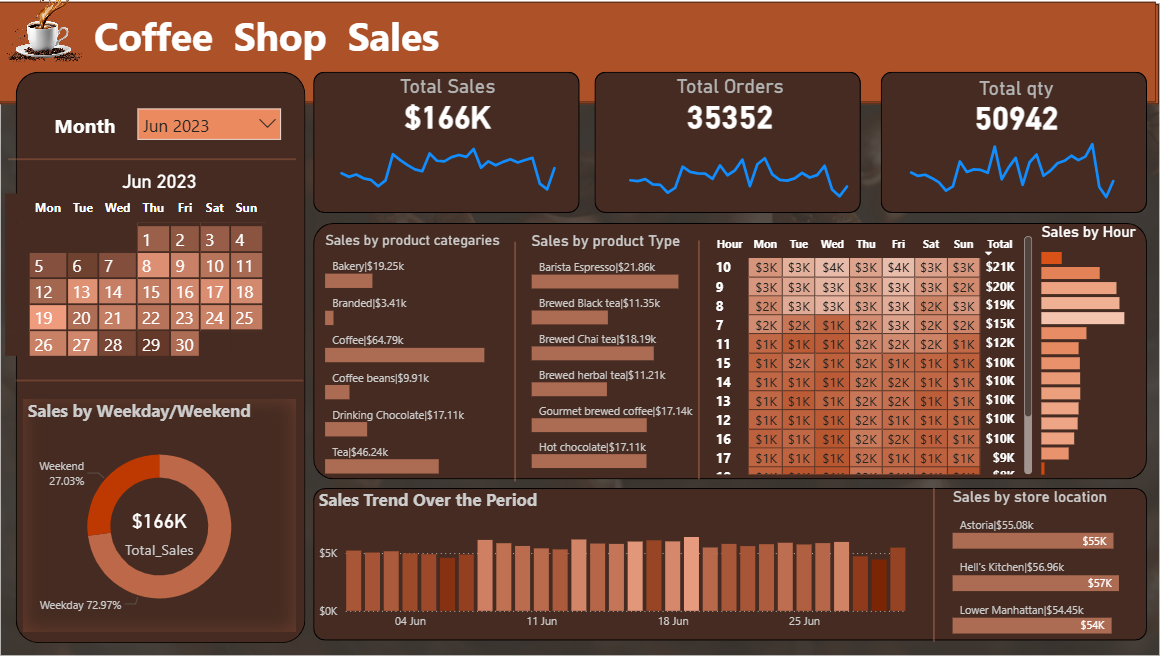 Coffee Shop Sales
Month
Jun 2023
Jun 2023
Mon Tue Wed Thu Fri Sat Sun
1 2 3 4
5 6 7 8 9 10 11
12 13 14 15 16 17 18
19 20 21 22 23 24 25
26 27 28 29 30
Sales by Weekday/Weekend
Weekend
27.03%
$166K
Total_Sales
Weekday 72.97%
Total Sales
$166K
Total Orders
35352
Total qty
50942
Sales by product categaries
Bakery|$19.25k
Branded|$3.41k
Coffee|$64.79k
Coffee beans|$9.91k
Drinking Chocolate|$17.11k
Tea|$46.24k
Sales by product Type
Barista Espresso|$21.86k
Brewed Black tea|$11.35k
Brewed Chai tea|$18.19k
Brewed herbal tea|$11.21k
Gourmet brewed coffee|$17.14k
Hot chocolate|$17.11k
Hour Mon Tue Wed Thu Fri Sat Sun Total
10 $3K $3K $4K $3K $4K $3K $3K $21K
9 $3K $3K $3K $3K $3K $3K $2K $20K
8 $2K $3K $3K $3K $3K $2K $3K $19K
7 $2K $2K $1K $2K $3K $2K $2K $15K
11 $1K $2K $1K $2K $2K $2K $1K $12K
15 $1K $2K $1K $2K $1K $1K $1K $10K
14 $1K $1K $1K $2K $2K $1K $1K $10K
13 $1K $1K $1K $2K $2K $1K $1K $10K
12 $1K $1K $1K $2K $2K $1K $1K $10K
16 $1K $1K $1K $2K $1K $1K $1K $10K
17 $1K $1K $1K $2K $2K $1K $1K $9K
Sales by Hour
Sales Trend Over the Period
$5K
$0K
04 Jun 11 Jun 18 Jun 25 Jun
Sales by store location
Astoria|$55.08k
$55K
Hell's Kitchen|$56.96k
$57K
Lower Manhattan|$54.45k
$54K